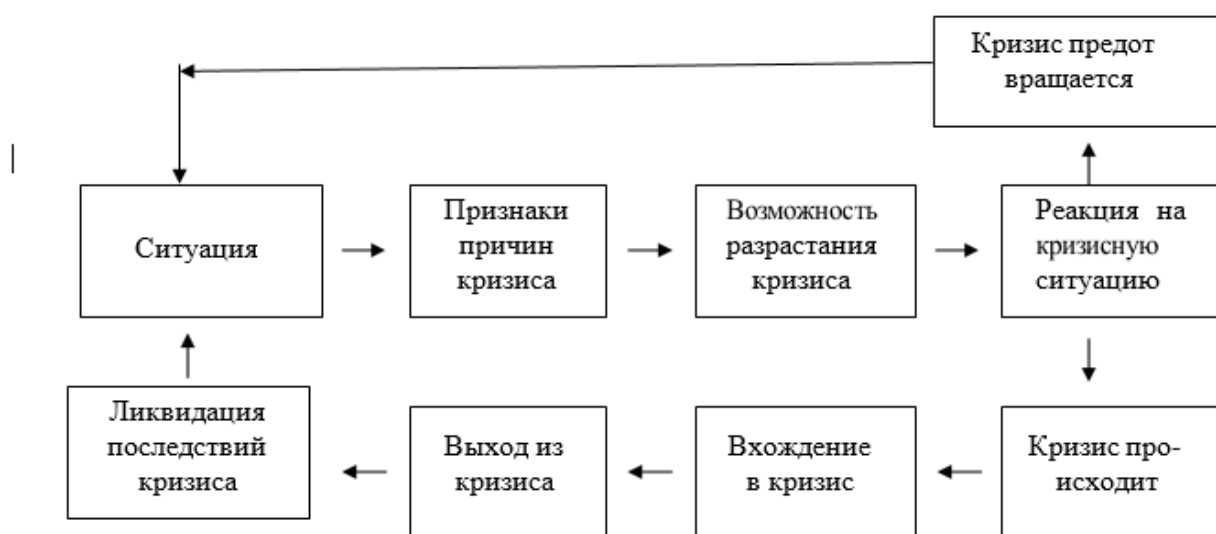 Кризис предот
вращается
Ситуация
Признаки
причин
кризиса
Возможность
разрастания
кризиса
Реакция на
кризисную
ситуацию
Ликвидация
последствий
кризиса
Выход из
кризиса
Вхождение
в кризис
Кризис про-
исходит